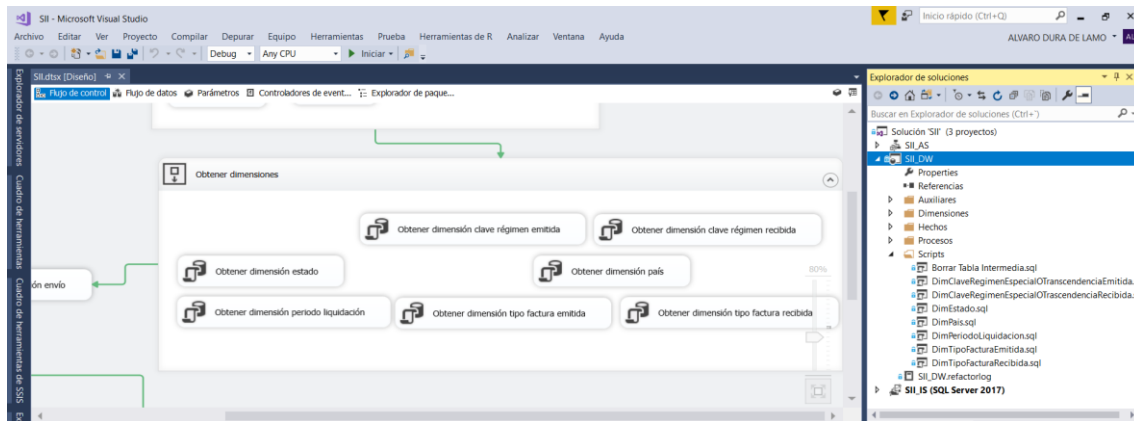 SII - Microsoft Visual Studio
Inicio rápido (Ctrl+Q)
Archivo Editar Ver Proyecto Compilar Depurar Equipo Herramientas Prueba Herramientas de R Analizar Ventana Ayuda
ALVARO DURA DE LAMO
Debug Any CPU Iniciar
SII.dtsx [Diseño]
Flujo de control Flujo de datos Parámetros Controladores de event... Explorador de paque...
Explorador de servidores
Cuadro de herramientas
Cuadro de herramientas de SSIS
Obtener dimensiones
Obtener dimensión clave régimen emitida
Obtener dimensión clave régimen recibida
Obtener dimensión estado
Obtener dimensión país
80%
ón envío
Obtener dimensión periodo liquidación
Obtener dimensión tipo factura emitida
Obtener dimensión tipo factura recibida
Explorador de soluciones
Buscar en Explorador de soluciones (Ctrl+´)
Solución 'SII' (3 proyectos)
SII_AS
SII_DW
Properties
Referencias
Auxiliares
Dimensiones
Hechos
Procesos
Scripts
Borrar Tabla Intermedia.sql
DimClaveRegimenEspecialOTranscendenciaEmitida.
DimClaveRegimenEspecialOTrascendenciaRecibida.
DimEstado.sql
DimPais.sql
DimPeriodoLiquidacion.sql
DimTipoFacturaEmitida.sql
DimTipoFacturaRecibida.sql
SII_DW.refactorlog
SII_IS (SQL Server 2017)